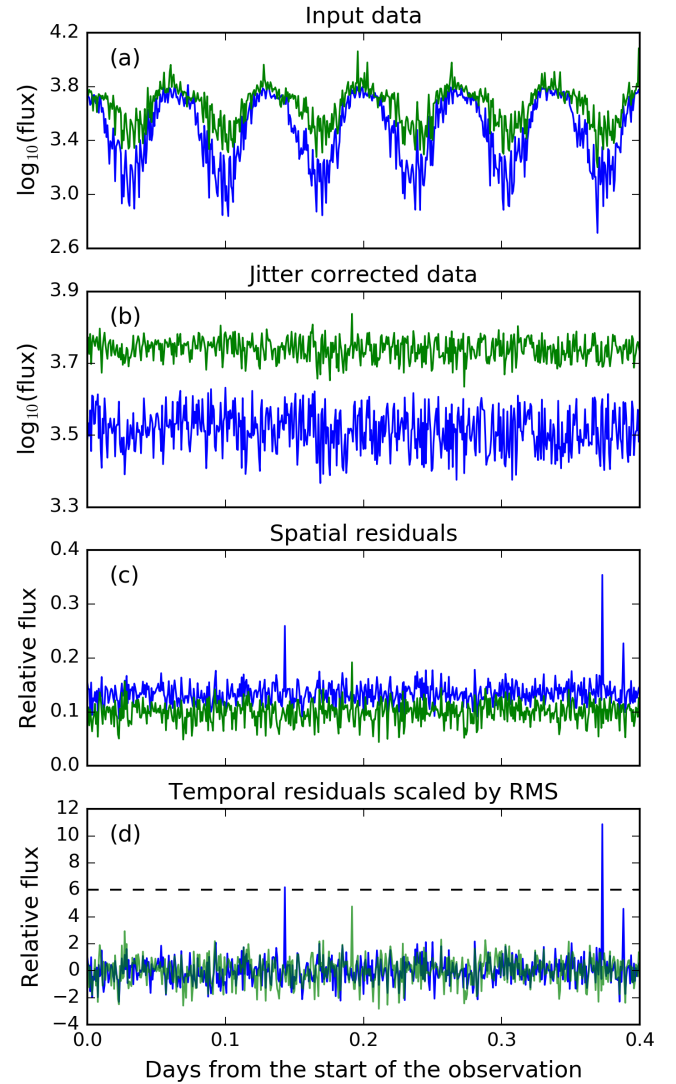 Input data
(a)
4.2
3.8
3.4
3.0
2.6
log₁₀(flux)
Jitter corrected data
(b)
3.9
3.7
3.5
3.3
log₁₀(flux)
Spatial residuals
(c)
0.4
0.3
0.2
0.1
0.0
Relative flux
Temporal residuals scaled by RMS
(d)
12
10
8
6
4
2
0
−2
−4
Relative flux
0.0 0.1 0.2 0.3 0.4
Days from the start of the observation